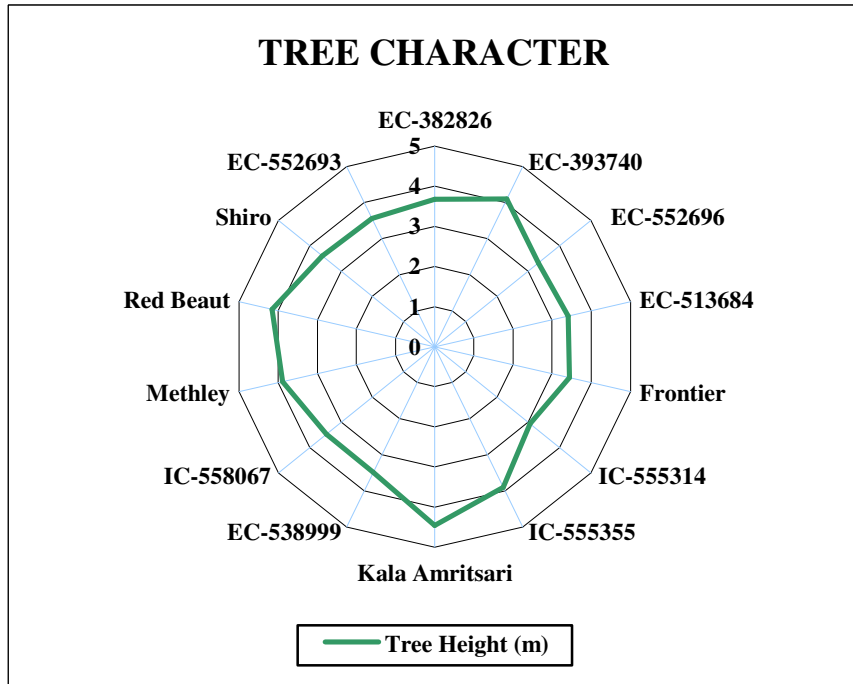 TREE CHARACTER
EC-382826
EC-552693
5
EC-393740
4
Shiro
EC-552696
3
2
Red Beaut
EC-513684
1
0
Methley
Frontier
IC-558067
IC-555314
EC-538999
IC-555355
Kala Amritsari
Tree Height (m)